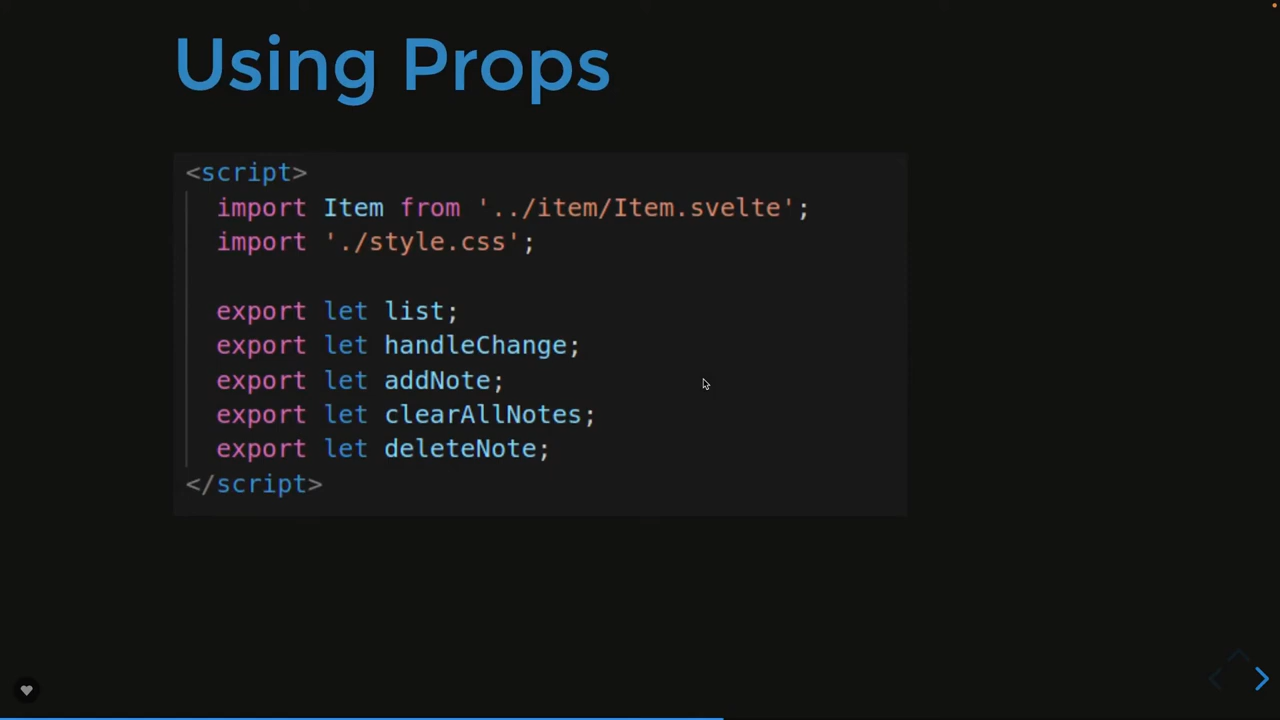 Using Props
<script>
import Item from '../item/Item.svelte';
import './style.css';
export let list;
export let handleChange;
export let addNote;
export let clearAllNotes;
export let deleteNote;
</script>